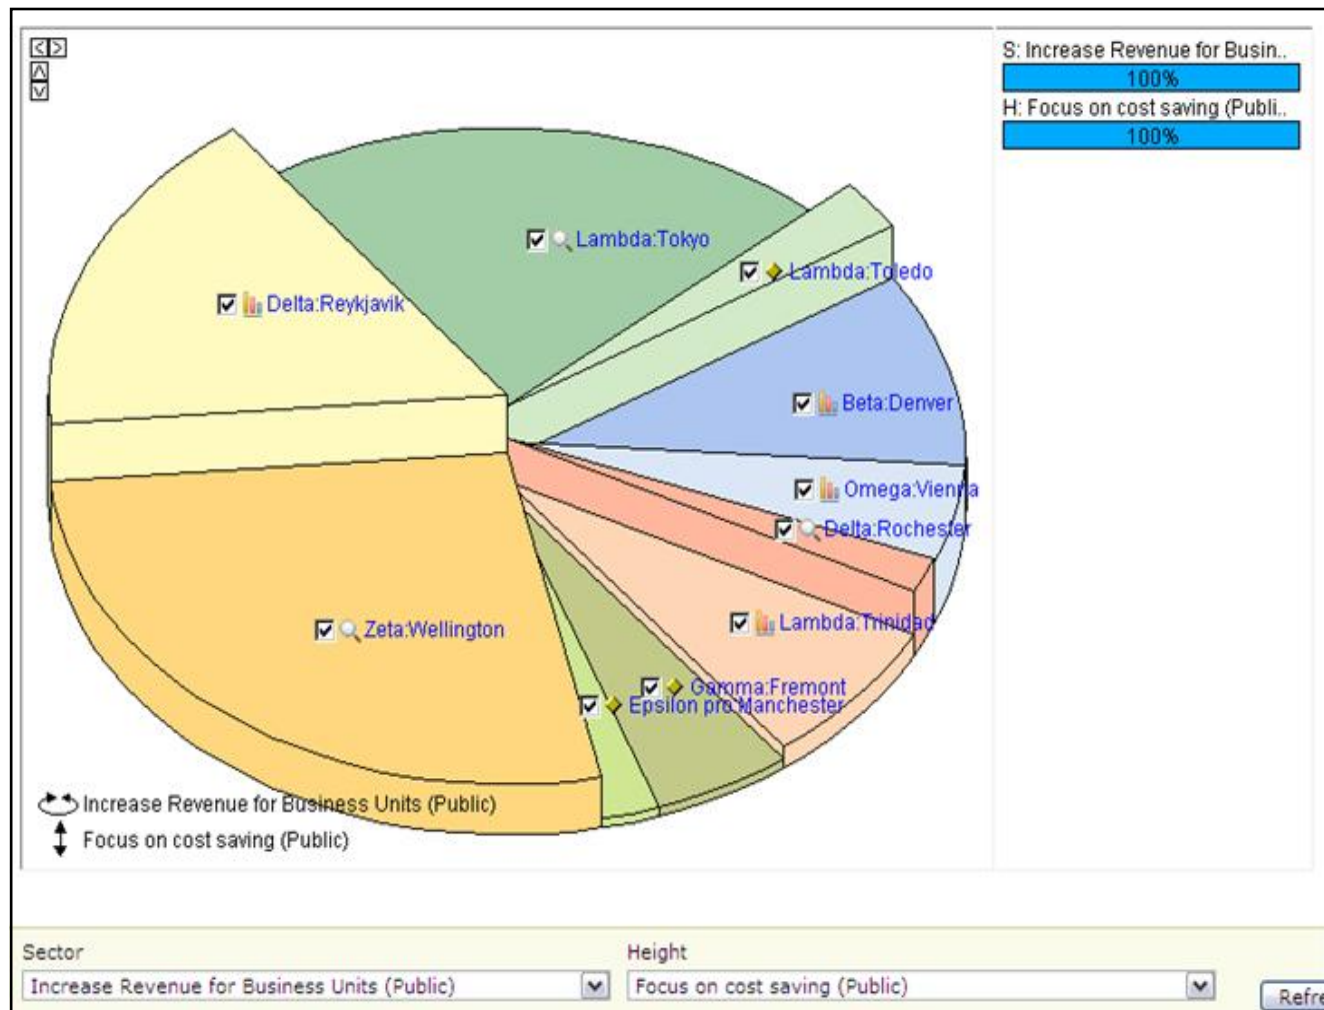 S: Increase Revenue for Busin..
100%
H: Focus on cost saving (Publi..
100%
Lambda:Tokyo
Lambda:Toledo
Delta:Reykjavik
Beta:Denver
Omega:Vienna
Delta:Rochester
Lambda:Trinidad
Zeta:Wellington
Gamma:Fremont
Epsilon pro:Manchester
Increase Revenue for Business Units (Public)
Focus on cost saving (Public)
Sector Height
Increase Revenue for Business Units (Public) Focus on cost saving (Public) Refre